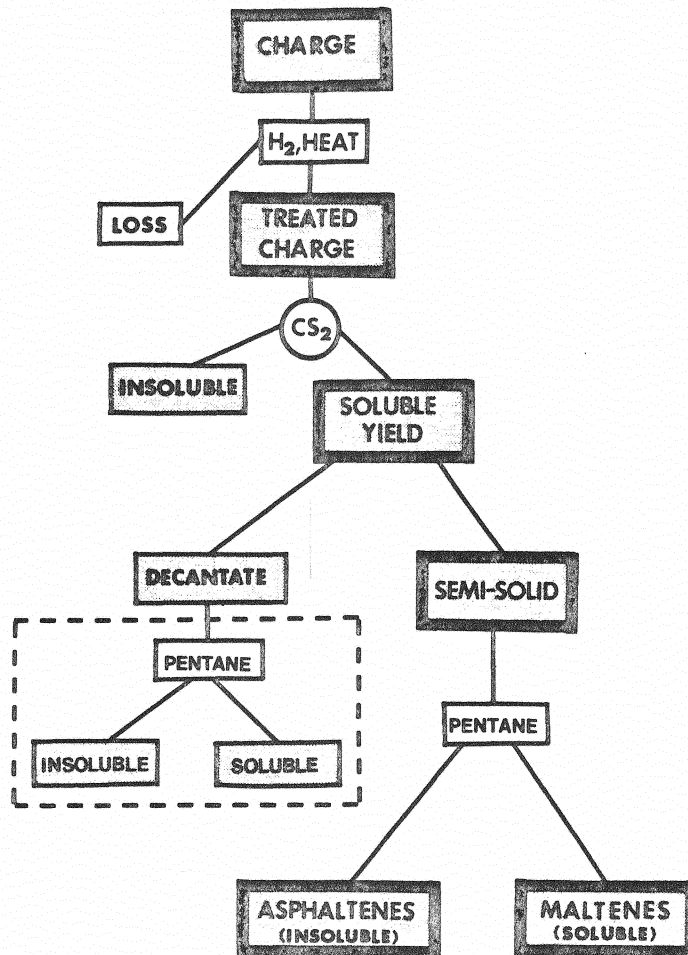 CHARGE
H₂,HEAT
LOSS
TREATED
CHARGE
CS₂
INSOLUBLE
SOLUBLE
YIELD
DECANTATE
SEMI-SOLID
PENTANE
PENTANE
INSOLUBLE
SOLUBLE
ASPHALTENES
(INSOLUBLE)
MALTENES
(SOLUBLE)